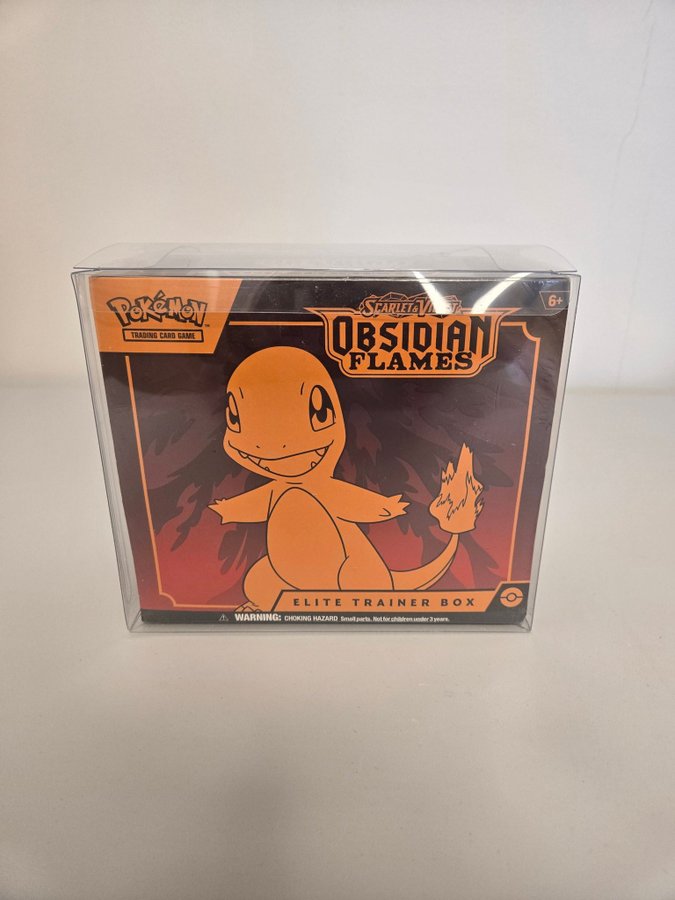 POKéMON
TRADING CARD GAME
SCARLET & VIOLET
OBSIDIAN
FLAMES
6+
ELITE TRAINER BOX
WARNING: CHOKING HAZARD Small parts. Not for children under 3 years.